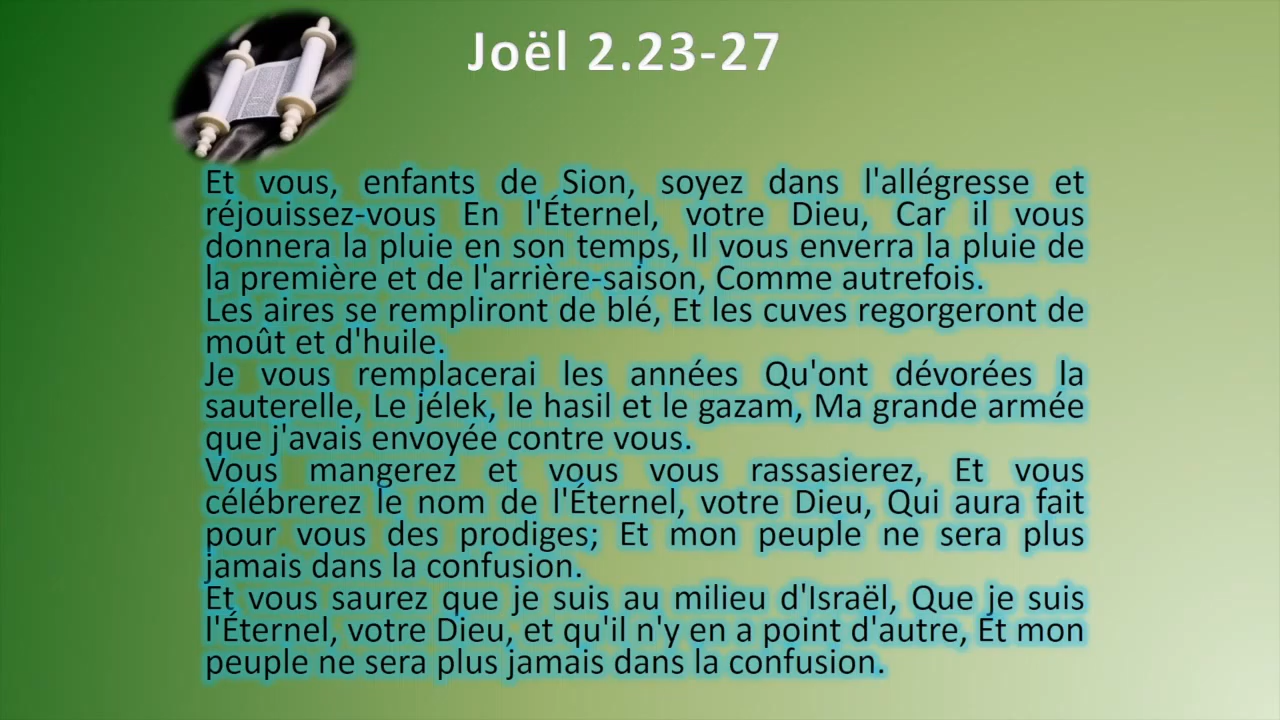 Joël 2.23-27
Et vous, enfants de Sion, soyez dans l'allégresse et
réjouissez-vous En l'Éternel, votre Dieu, Car il vous
donnera la pluie en son temps, Il vous enverra la pluie de
la première et de l'arrière-saison, Comme autrefois.
Les aires se rempliront de blé, Et les cuves regorgeront de
moût et d'huile.
Je vous remplacerai les années Qu'ont dévorées la
sauterelle, Le jélek, le hasil et le gazam, Ma grande armée
que j'avais envoyée contre vous.
Vous mangerez et vous vous rassasierez, Et vous
célébrerez le nom de l'Éternel, votre Dieu, Qui aura fait
pour vous des prodiges; Et mon peuple ne sera plus
jamais dans la confusion.
Et vous saurez que je suis au milieu d'Israël, Que je suis
l'Éternel, votre Dieu, et qu'il n'y en a point d'autre, Et mon
peuple ne sera plus jamais dans la confusion.